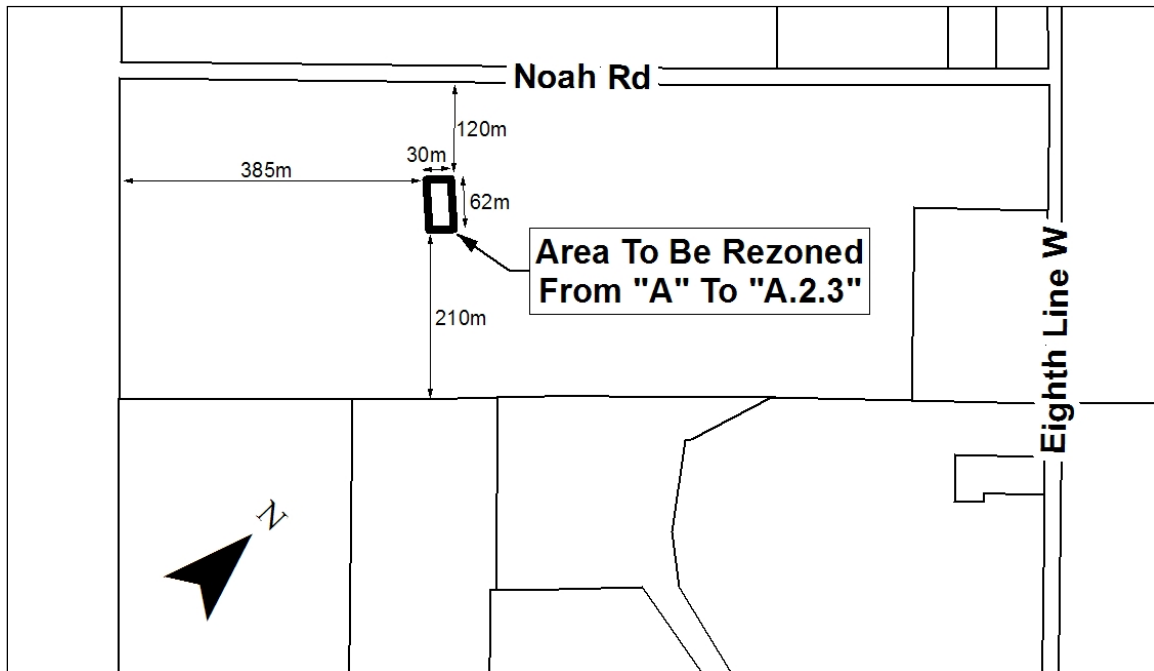 Noah Rd
120m
30m
385m
62m
Area To Be Rezoned
From "A" To "A.2.3"
210m
Eighth Line W
N